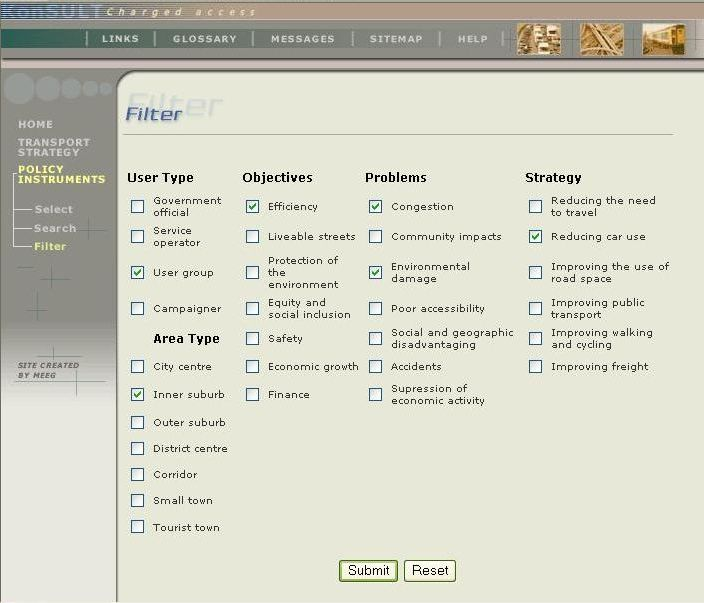 KonSULT Charged access
LINKS | GLOSSARY | MESSAGES | SITEMAP | HELP
Filter
HOME
TRANSPORT
STRATEGY
POLICY
INSTRUMENTS
Select
Search
Filter
SITE CREATED
BY MEEG
User Type
Government
official
Service
operator
User group
Campaigner
Area Type
City centre
Inner suburb
Outer suburb
District centre
Corridor
Small town
Tourist town
Objectives
Efficiency
Liveable streets
Protection of
the
environment
Equity and
social inclusion
Safety
Economic growth
Finance
Problems
Congestion
Community impacts
Environmental
damage
Poor accessibility
Social and geographic
disadvantaging
Accidents
Supression of
economic activity
Strategy
Reducing the need
to travel
Reducing car use
Improving the use of
road space
Improving public
transport
Improving walking
and cycling
Improving freight
Submit Reset